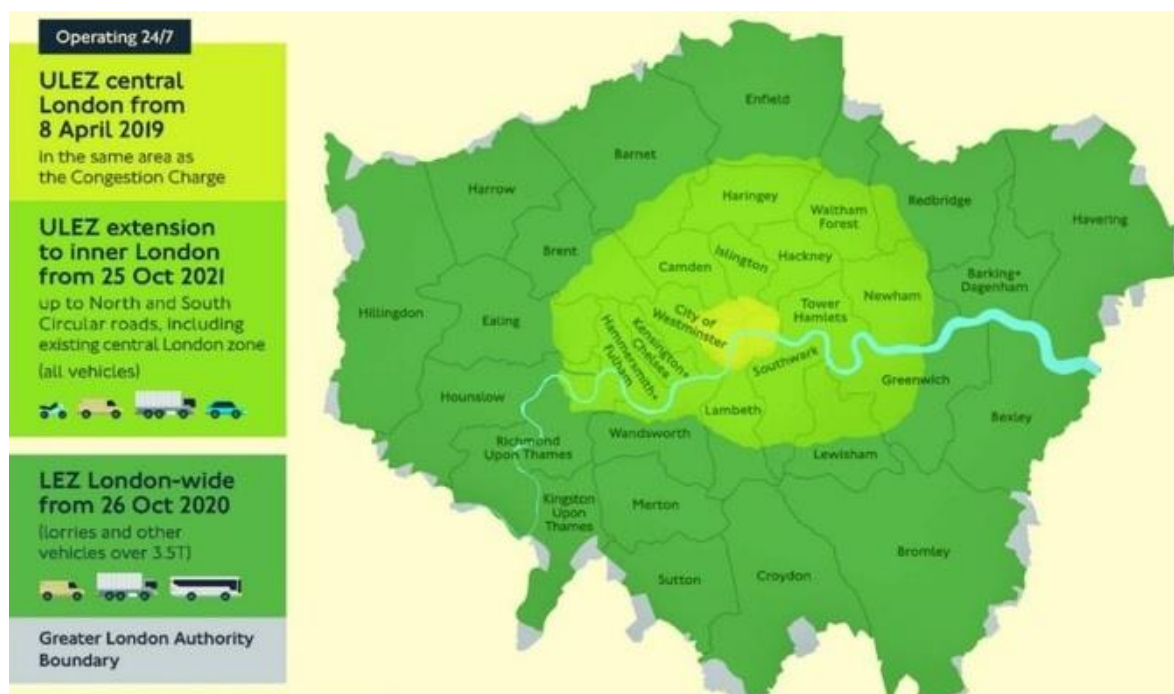 Operating 24/7
ULEZ central
London from
8 April 2019
in the same area as
the Congestion Charge
ULEZ extension
to inner London
from 25 Oct 2021
up to North and South
Circular roads, including
existing central London zone
(all vehicles)
LEZ London-wide
from 26 Oct 2020
(lorries and other
vehicles over 3.5T)
Greater London Authority
Boundary
Enfield
Barnet
Harrow
Haringey
Waltham
Forest
Redbridge
Havering
Brent
Camden
Islington
Hackney
Barking+
Dagenham
Hillingdon
Ealing
City of
Westminster
Tower
Hamlets
Newham
Kensington+
Chelsea
Hammersmith+
Fulham
Southwark
Greenwich
Hounslow
Lambeth
Bexley
Richmond
Upon Thames
Wandsworth
Lewisham
Kingston
Upon
Thames
Merton
Bromley
Sutton
Croydon